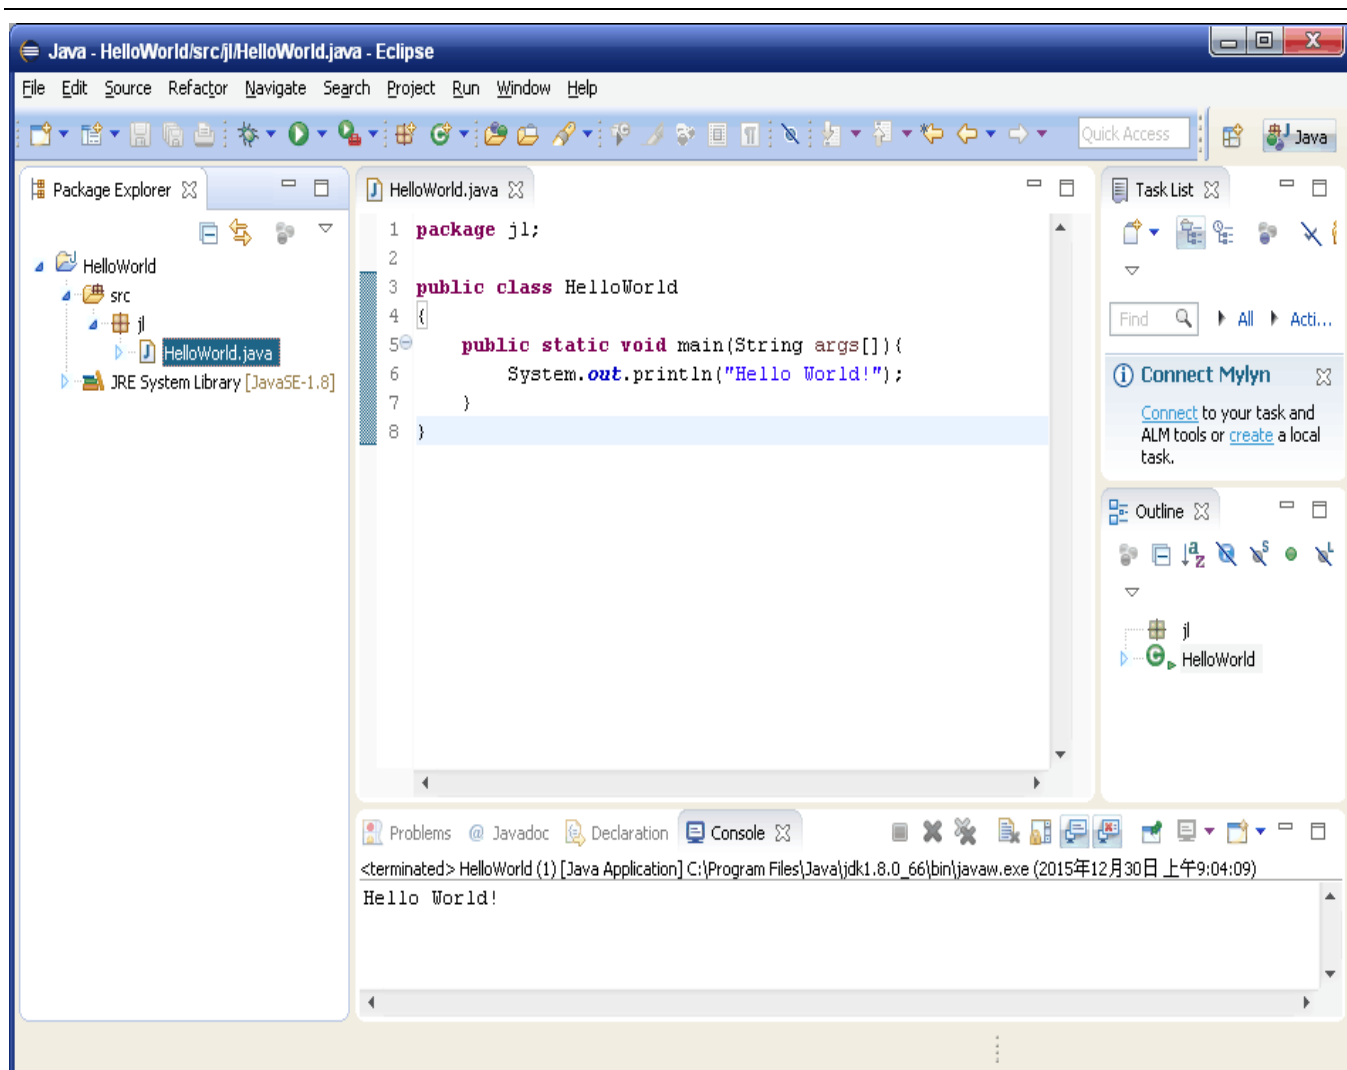 Java - HelloWorld/src/jl/HelloWorld.java - Eclipse
File Edit Source Refactor Navigate Search Project Run Window Help
Quick Access
Java
Package Explorer
HelloWorld
src
jl
HelloWorld.java
JRE System Library [JavaSE-1.8]
HelloWorld.java
1 package jl;
2
3 public class HelloWorld
4 {
5 public static void main(String args[]){
6 System.out.println("Hello World!");
7 }
8 }
Task List
Find
All
Acti...
Connect Mylyn
Connect to your task and
ALM tools or create a local
task.
Outline
jl
HelloWorld
Problems @ Javadoc Declaration Console
<terminated> HelloWorld (1) [Java Application] C:\Program Files\Java\jdk1.8.0_66\bin\javaw.exe (2015年12月30日 上午9:04:09)
Hello World!